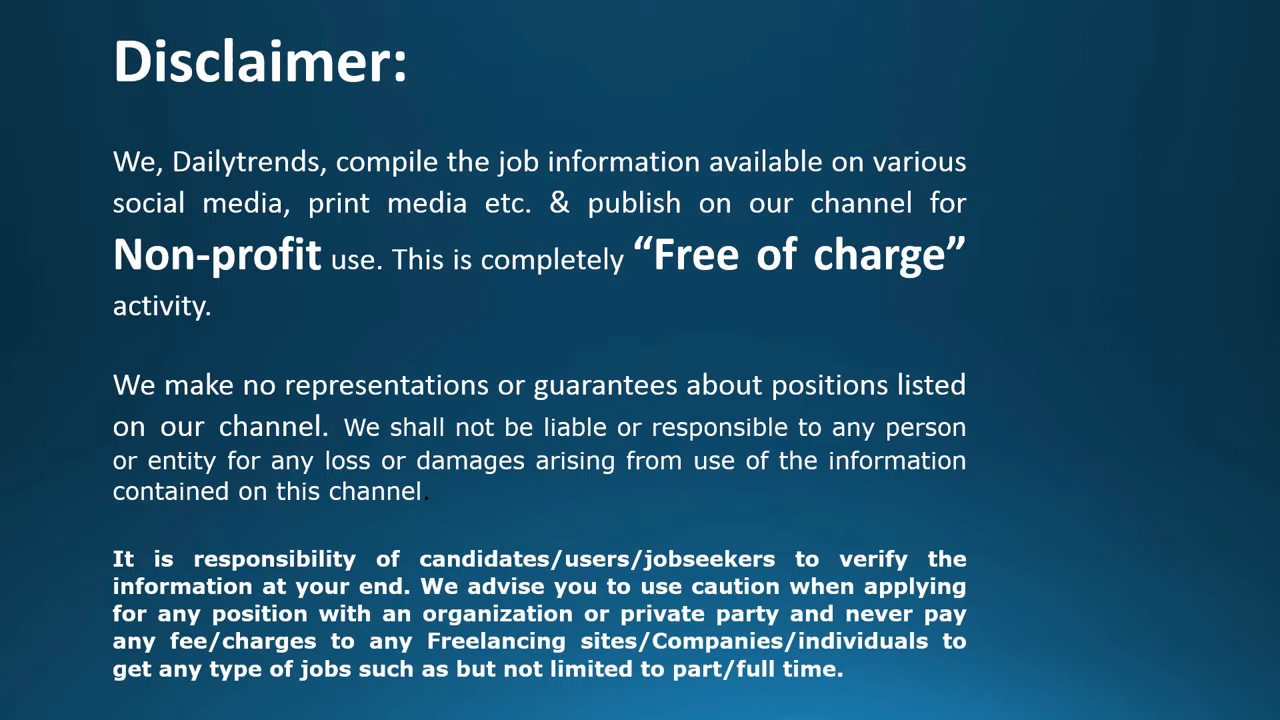 Disclaimer:
We, Dailytrends, compile the job information available on various
social media, print media etc. & publish on our channel for
Non-profit use. This is completely “Free of charge”
activity.
We make no representations or guarantees about positions listed
on our channel. We shall not be liable or responsible to any person
or entity for any loss or damages arising from use of the information
contained on this channel.
It is responsibility of candidates/users/jobseekers to verify the
information at your end. We advise you to use caution when applying
for any position with an organization or private party and never pay
any fee/charges to any Freelancing sites/Companies/individuals to
get any type of jobs such as but not limited to part/full time.